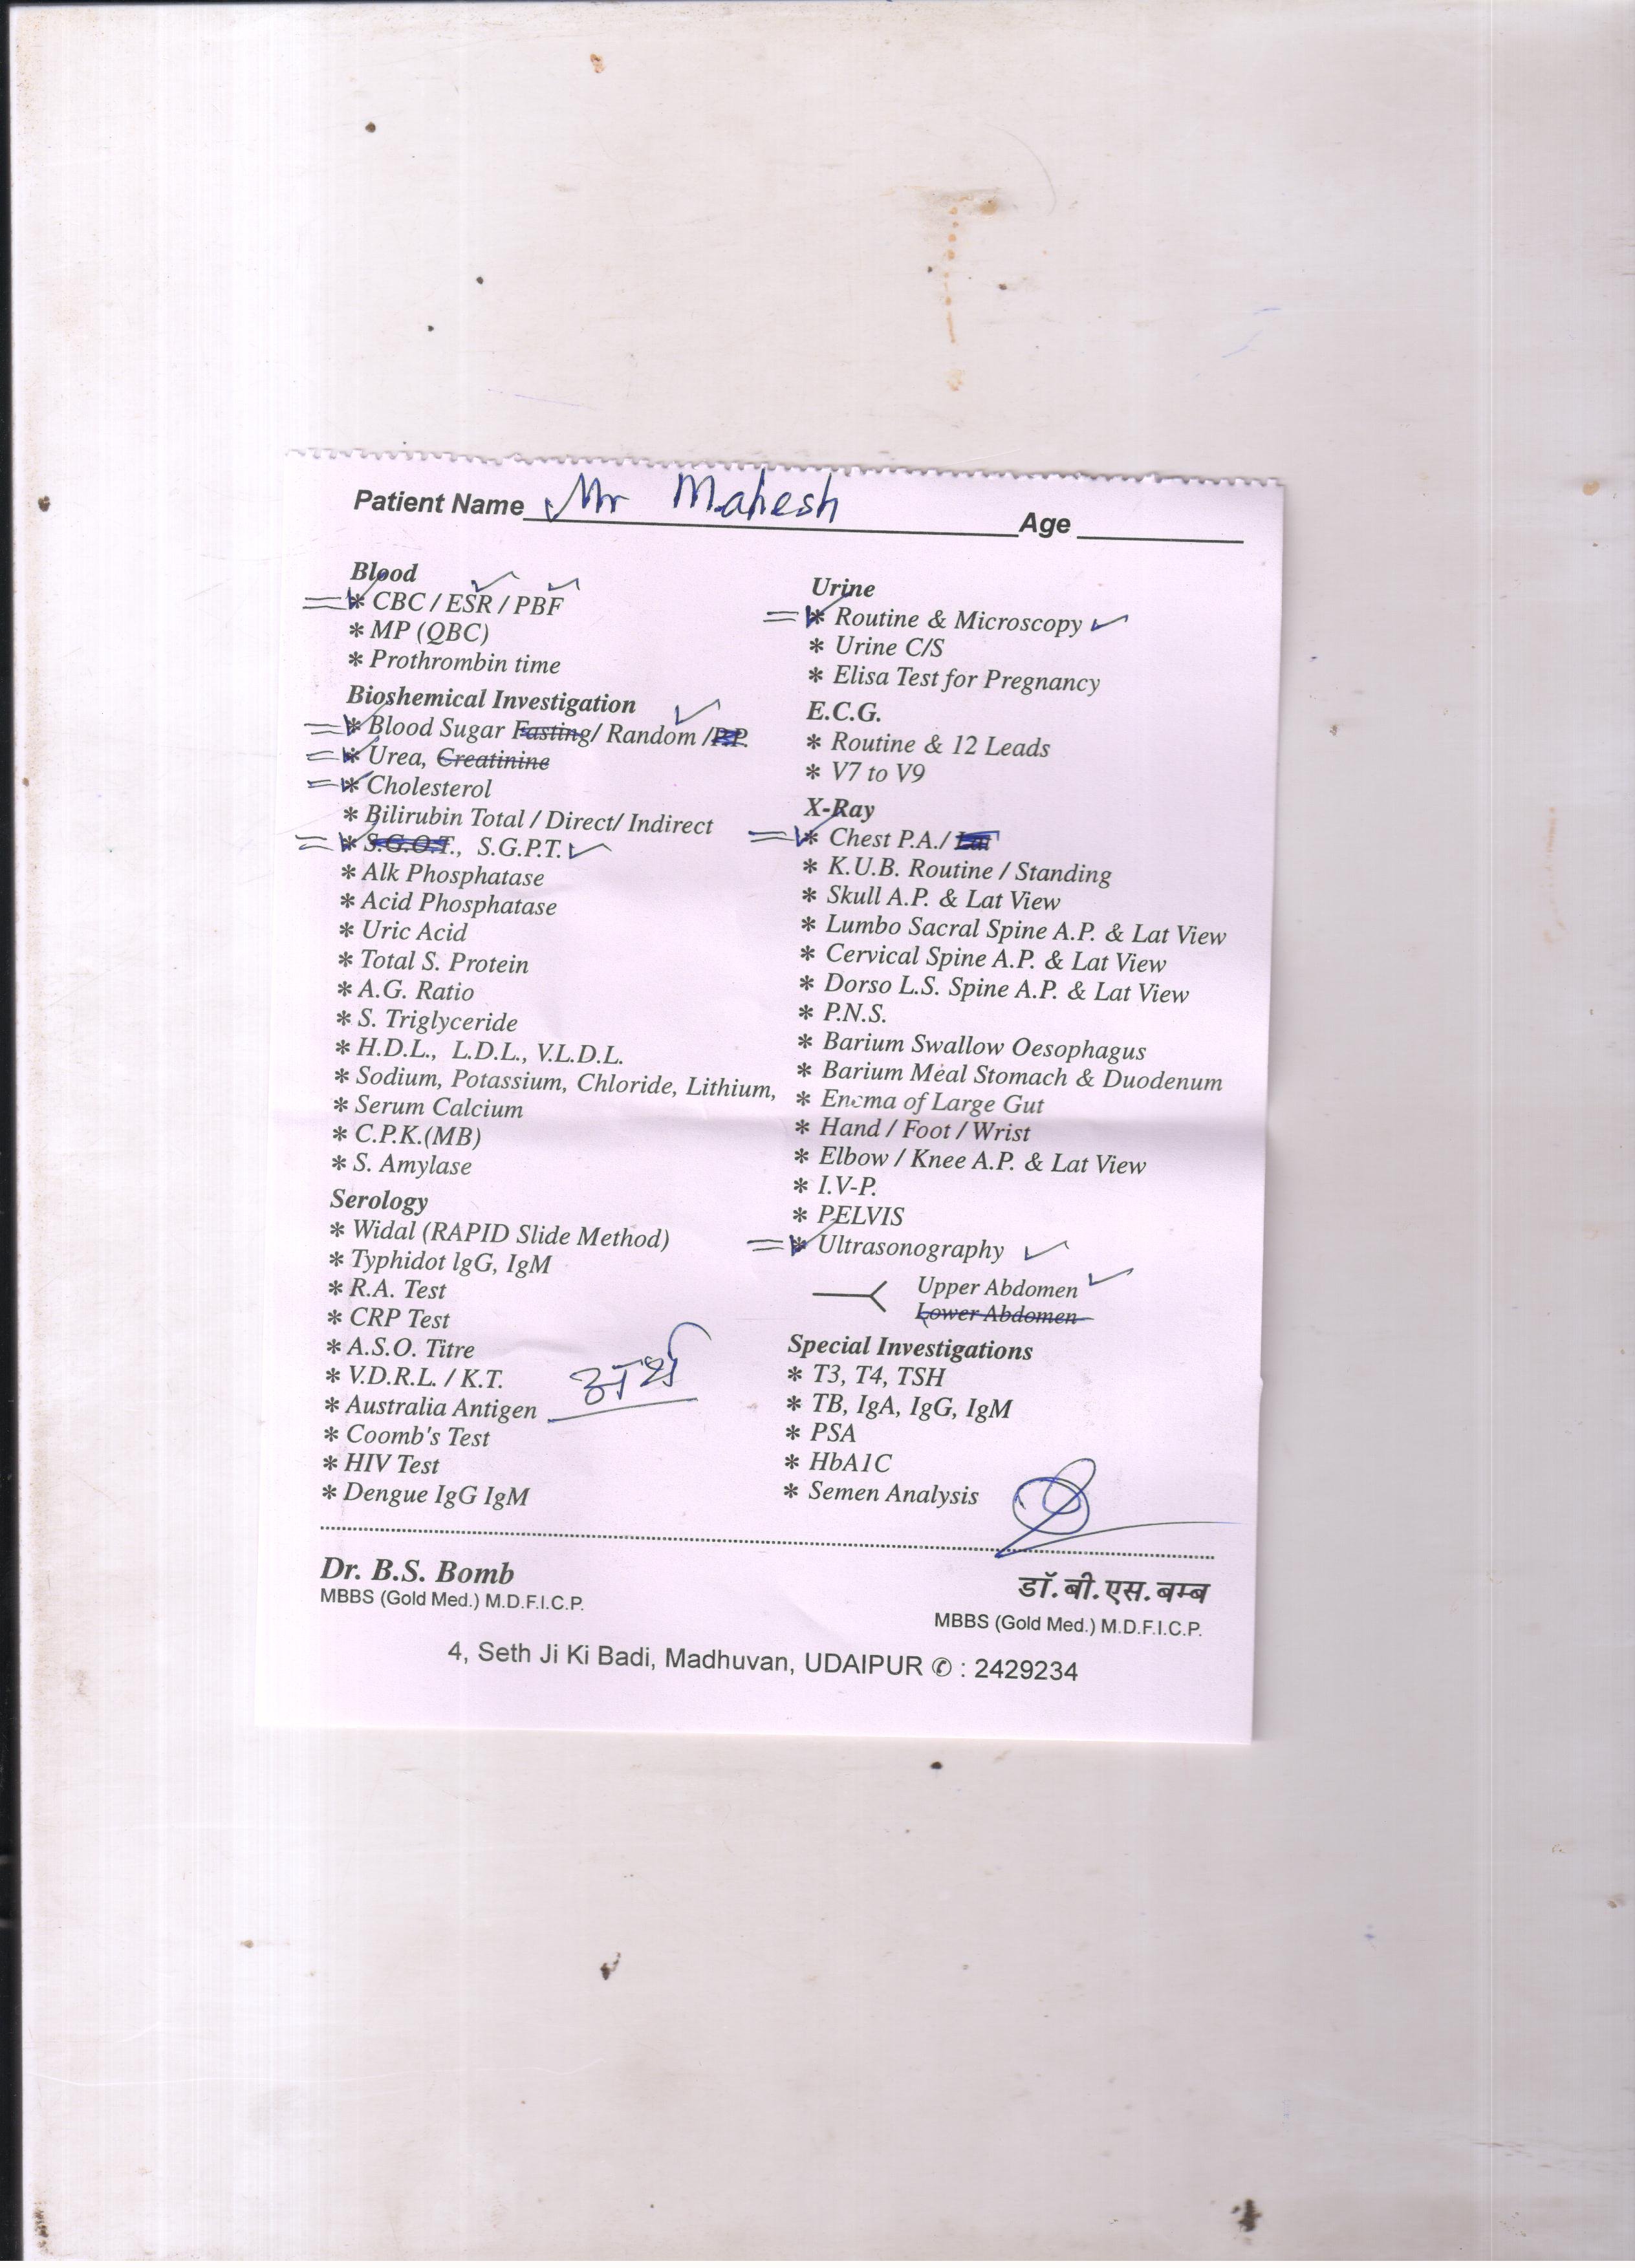 Patient Name Mr Mahesh Age
Blood
* CBC / ESR / PBF
* MP (QBC)
* Prothrombin time
Bioshemical Investigation
* Blood Sugar Fasting/ Random /P.P.
* Urea, Creatinine
* Cholesterol
* Bilirubin Total / Direct/ Indirect
* S.G.O.T., S.G.P.T.
* Alk Phosphatase
* Acid Phosphatase
* Uric Acid
* Total S. Protein
* A.G. Ratio
* S. Triglyceride
* H.D.L., L.D.L., V.L.D.L.
* Sodium, Potassium, Chloride, Lithium,
* Serum Calcium
* C.P.K.(MB)
* S. Amylase
Serology
* Widal (RAPID Slide Method)
* Typhidot lgG, IgM
* R.A. Test
* CRP Test
* A.S.O. Titre
* V.D.R.L. / K.T.
* Australia Antigen
* Coomb's Test
* HIV Test
* Dengue IgG IgM
अर्थ
Urine
* Routine & Microscopy
* Urine C/S
* Elisa Test for Pregnancy
E.C.G.
* Routine & 12 Leads
* V7 to V9
X-Ray
* Chest P.A./ Lat
* K.U.B. Routine / Standing
* Skull A.P. & Lat View
* Lumbo Sacral Spine A.P. & Lat View
* Cervical Spine A.P. & Lat View
* Dorso L.S. Spine A.P. & Lat View
* P.N.S.
* Barium Swallow Oesophagus
* Barium Meal Stomach & Duodenum
* Enema of Large Gut
* Hand / Foot / Wrist
* Elbow / Knee A.P. & Lat View
* I.V-P.
* PELVIS
* Ultrasonography
Upper Abdomen
Lower Abdomen
Special Investigations
* T3, T4, TSH
* TB, IgA, IgG, IgM
* PSA
* HbA1C
* Semen Analysis
Dr. B.S. Bomb
MBBS (Gold Med.) M.D.F.I.C.P.
डॉ. बी. एस. बम्ब
MBBS (Gold Med.) M.D.F.I.C.P.
4, Seth Ji Ki Badi, Madhuvan, UDAIPUR ✆ : 2429234